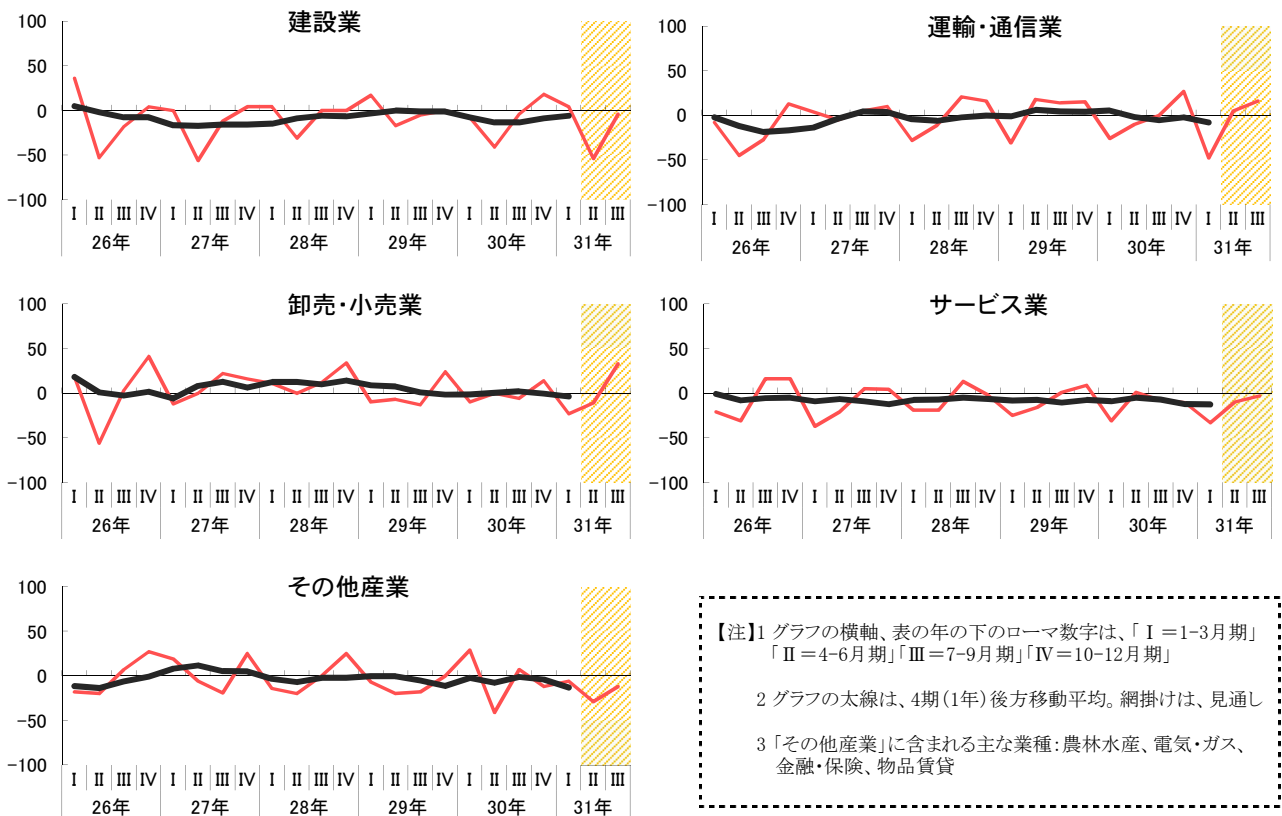 建設業
100
50
0
-50
-100
Ⅰ Ⅱ Ⅲ Ⅳ Ⅰ Ⅱ Ⅲ Ⅳ Ⅰ Ⅱ Ⅲ Ⅳ Ⅰ Ⅱ Ⅲ Ⅳ Ⅰ Ⅱ Ⅲ Ⅳ Ⅰ Ⅱ Ⅲ
26年 27年 28年 29年 30年 31年
運輸・通信業
100
50
0
-50
-100
Ⅰ Ⅱ Ⅲ Ⅳ Ⅰ Ⅱ Ⅲ Ⅳ Ⅰ Ⅱ Ⅲ Ⅳ Ⅰ Ⅱ Ⅲ Ⅳ Ⅰ Ⅱ Ⅲ Ⅳ Ⅰ Ⅱ Ⅲ
26年 27年 28年 29年 30年 31年
卸売・小売業
100
50
0
-50
-100
Ⅰ Ⅱ Ⅲ Ⅳ Ⅰ Ⅱ Ⅲ Ⅳ Ⅰ Ⅱ Ⅲ Ⅳ Ⅰ Ⅱ Ⅲ Ⅳ Ⅰ Ⅱ Ⅲ Ⅳ Ⅰ Ⅱ Ⅲ
26年 27年 28年 29年 30年 31年
サービス業
100
50
0
-50
-100
Ⅰ Ⅱ Ⅲ Ⅳ Ⅰ Ⅱ Ⅲ Ⅳ Ⅰ Ⅱ Ⅲ Ⅳ Ⅰ Ⅱ Ⅲ Ⅳ Ⅰ Ⅱ Ⅲ Ⅳ Ⅰ Ⅱ Ⅲ
26年 27年 28年 29年 30年 31年
その他産業
100
50
0
-50
-100
Ⅰ Ⅱ Ⅲ Ⅳ Ⅰ Ⅱ Ⅲ Ⅳ Ⅰ Ⅱ Ⅲ Ⅳ Ⅰ Ⅱ Ⅲ Ⅳ Ⅰ Ⅱ Ⅲ Ⅳ Ⅰ Ⅱ Ⅲ
26年 27年 28年 29年 30年 31年
【注】1 グラフの横軸、表の年の下のローマ数字は、「Ⅰ=1-3月期」
「Ⅱ=4-6月期」「Ⅲ=7-9月期」「Ⅳ=10-12月期」
2 グラフの太線は、4期(1年)後方移動平均。網掛けは、見通し
3 「その他産業」に含まれる主な業種:農林水産、電気・ガス、
金融・保険、物品賃貸